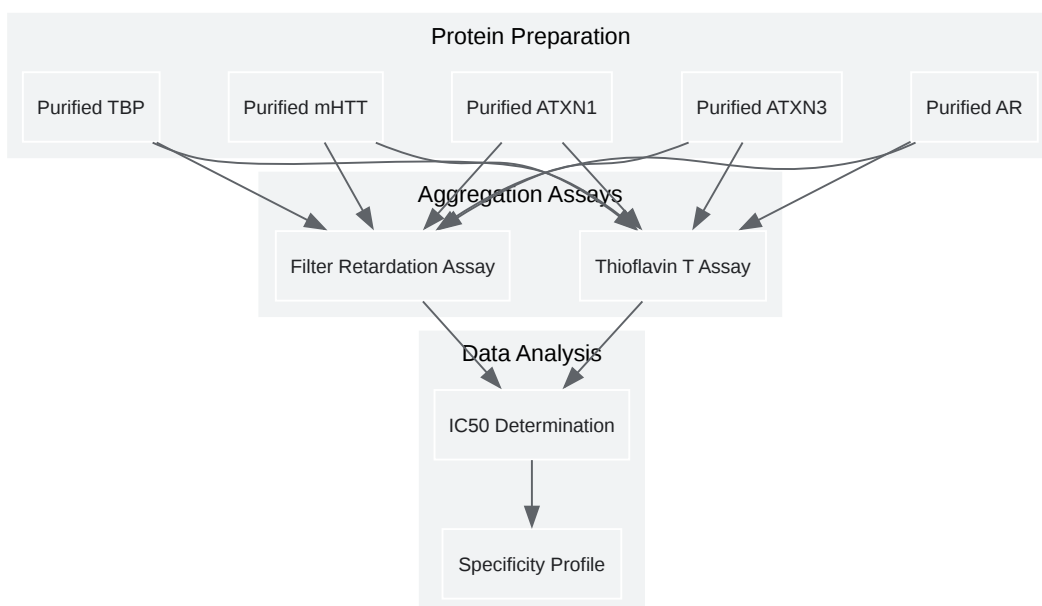 Protein Preparation
Purified TBP
Purified mHTT
Purified ATXN1
Purified ATXN3
Purified AR
Aggregation Assays
Filter Retardation Assay
Thioflavin T Assay
Data Analysis
IC50 Determination
Specificity Profile